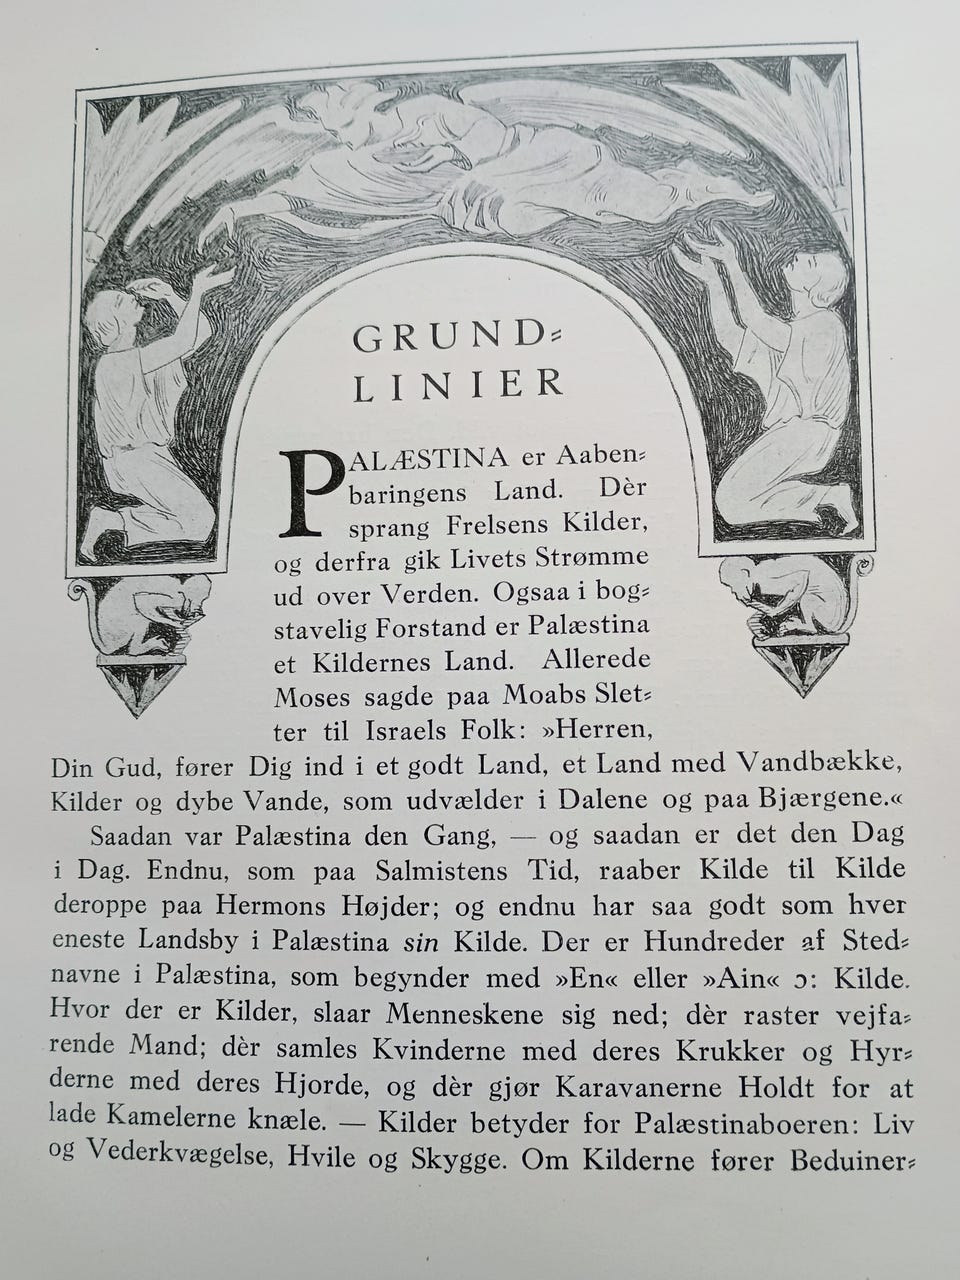 GRUND⸗
LINIER
PALÆSTINA er Aaben⸗
baringens Land. Dèr
sprang Frelsens Kilder,
og derfra gik Livets Strømme
ud over Verden. Ogsaa i bog⸗
stavelig Forstand er Palæstina
et Kildernes Land. Allerede
Moses sagde paa Moabs Slet⸗
ter til Israels Folk: »Herren,
Din Gud, fører Dig ind i et godt Land, et Land med Vandbække,
Kilder og dybe Vande, som udvælder i Dalene og paa Bjærgene.«
Saadan var Palæstina den Gang, — og saadan er det den Dag
i Dag. Endnu, som paa Salmistens Tid, raaber Kilde til Kilde
deroppe paa Hermons Højder; og endnu har saa godt som hver
eneste Landsby i Palæstina sin Kilde. Der er Hundreder af Sted⸗
navne i Palæstina, som begynder med »En« eller »Ain« ɔ: Kilde.
Hvor der er Kilder, slaar Menneskene sig ned; dèr raster vejfa⸗
rende Mand; dèr samles Kvinderne med deres Krukker og Hyr⸗
derne med deres Hjorde, og dèr gjør Karavanerne Holdt for at
lade Kamelerne knæle. — Kilder betyder for Palæstinaboeren: Liv
og Vederkvægelse, Hvile og Skygge. Om Kilderne fører Beduiner⸗